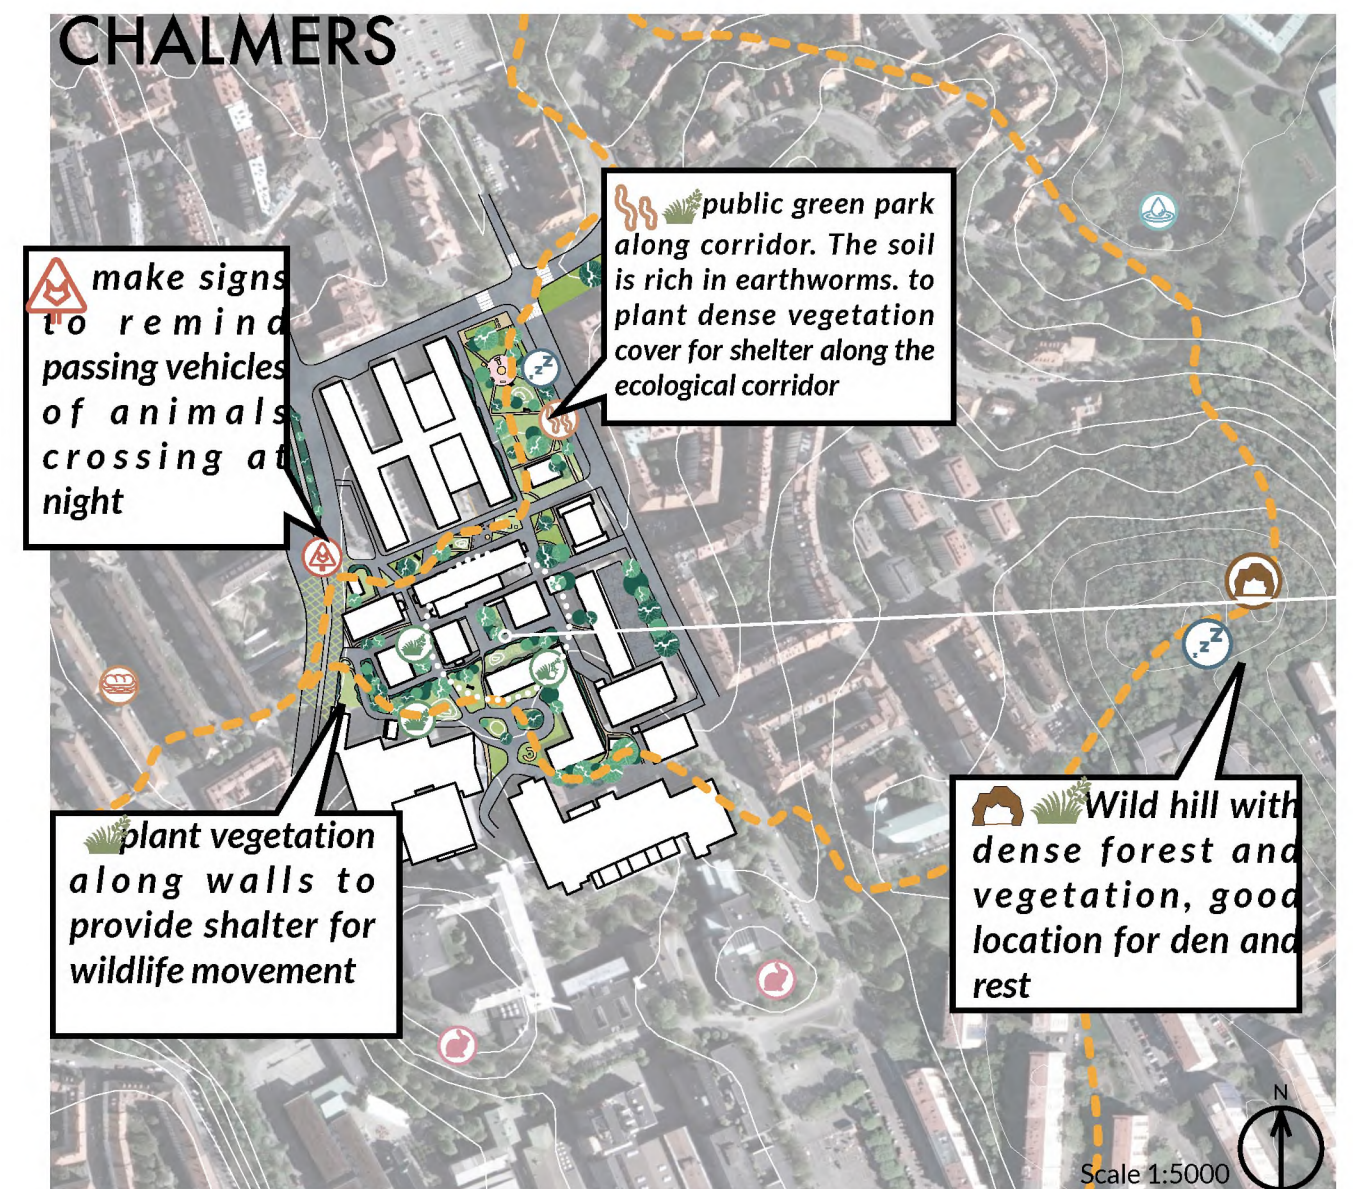 CHALMERS
public green park
along corridor. The soil
is rich in earthworms. to
plant dense vegetation
cover for shelter along the
ecological corridor
make signs
to remind
passing vehicles
of animals
crossing at
night
plant vegetation
along walls to
provide shalter for
wildlife movement
Wild hill with
dense forest and
vegetation, good
location for den and
rest
zzZ
zzZ
N
Scale 1:5000